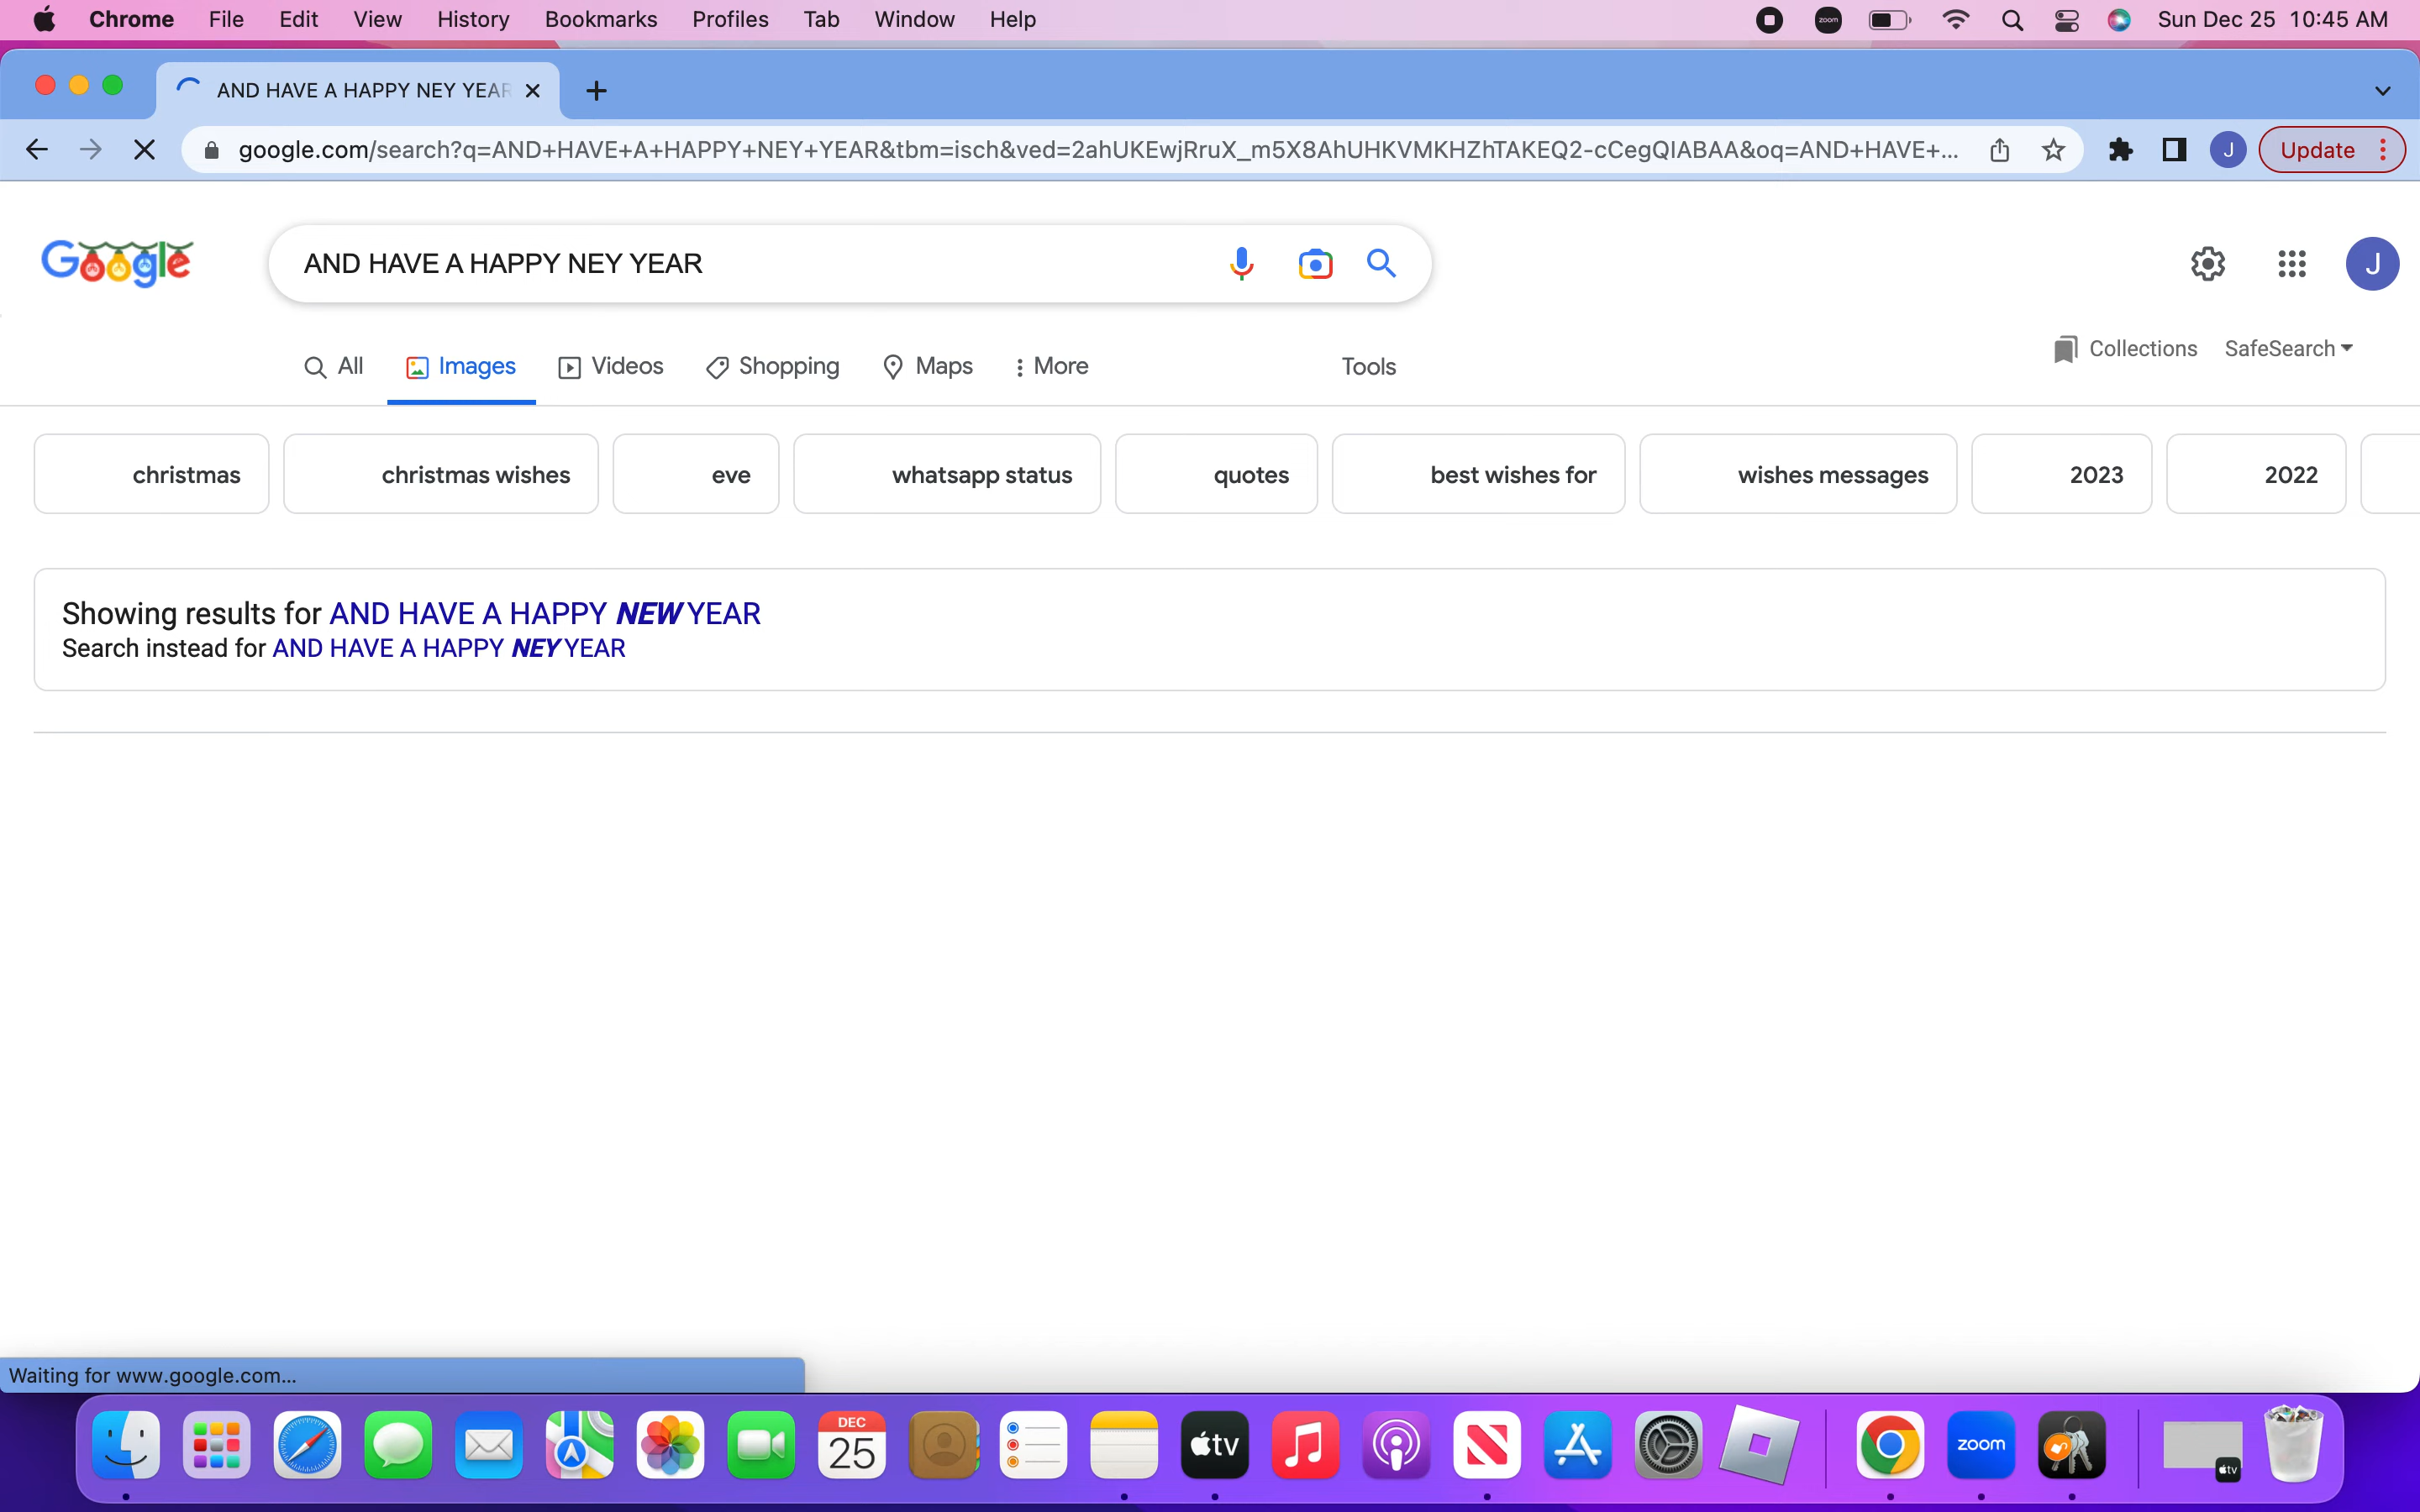 Chrome File Edit View History Bookmarks Profiles Tab Window Help zoom Sun Dec 25 10:45 AM
AND HAVE A HAPPY NEY YEAR
google.com/search?q=AND+HAVE+A+HAPPY+NEY+YEAR&tbm=isch&ved=2ahUKEwjRruX_m5X8AhUHKVMKHZhTAKEQ2-cCegQIABAA&oq=AND+HAVE+... J Update
Google AND HAVE A HAPPY NEY YEAR J
All Images Videos Shopping Maps More Tools Collections SafeSearch
christmas christmas wishes eve whatsapp status quotes best wishes for wishes messages 2023 2022
Showing results for AND HAVE A HAPPY NEW YEAR
Search instead for AND HAVE A HAPPY NEY YEAR
Waiting for www.google.com...
DEC
25 tv zoom tv